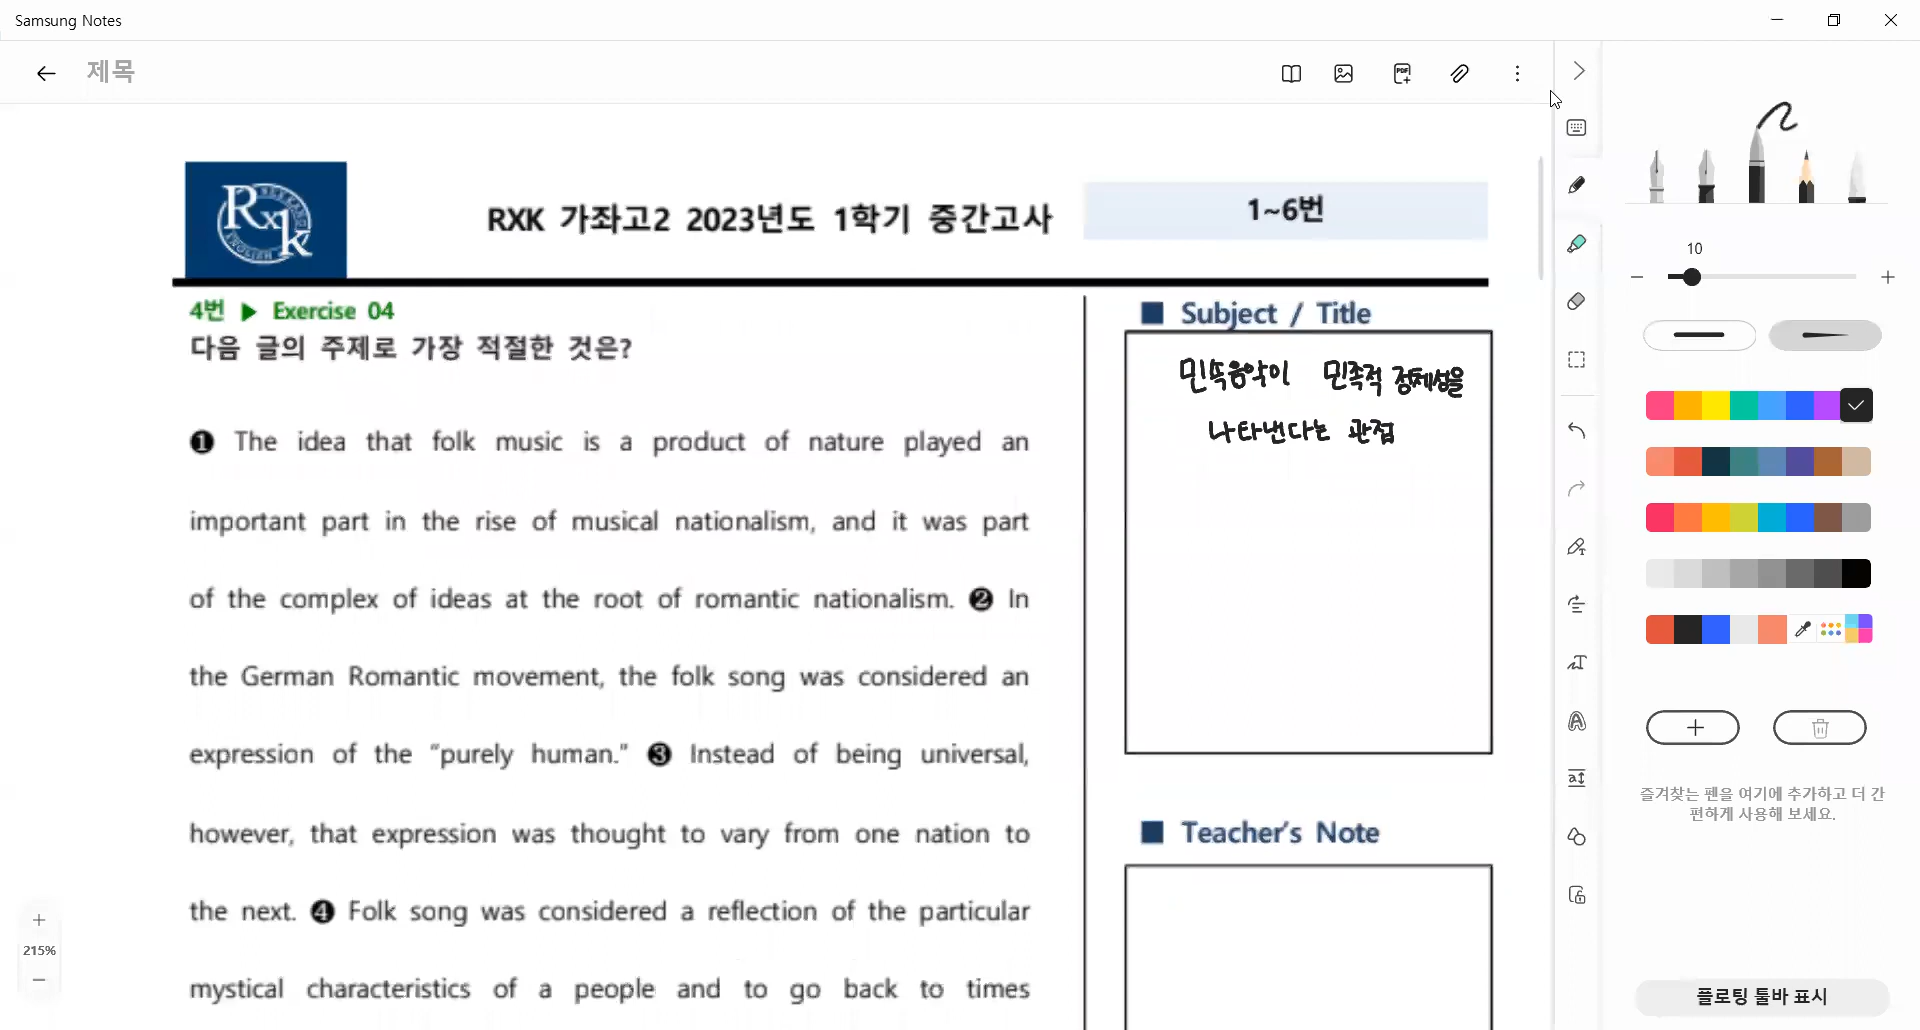 Samsung Notes
제목
PDF
RXK 가좌고2 2023년도 1학기 중간고사
1~6번
4번 ▶ Exercise 04
다음 글의 주제로 가장 적절한 것은?
❶ The idea that folk music is a product of nature played an
important part in the rise of musical nationalism, and it was part
of the complex of ideas at the root of romantic nationalism. ❷ In
the German Romantic movement, the folk song was considered an
expression of the “purely human.” ❸ Instead of being universal,
however, that expression was thought to vary from one nation to
the next. ❹ Folk song was considered a reflection of the particular
mystical characteristics of a people and to go back to times
■ Subject / Title
민속음악이 민족적 정체성을
나타낸다는 관점
■ Teacher's Note
215%
10
즐겨찾는 펜을 여기에 추가하고 더 간
편하게 사용해 보세요.
플로팅 툴바 표시